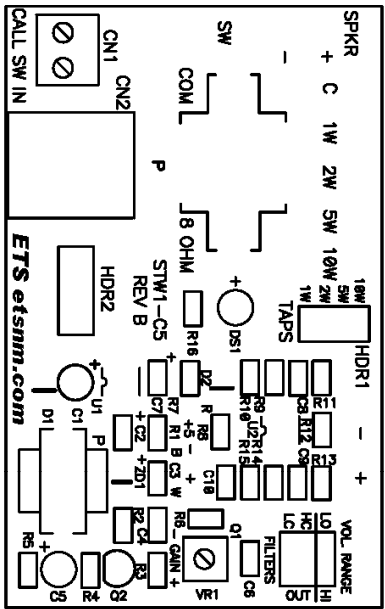 CALL SW IN
CN1
CN2
SW
SPKR
-
+
C
COM
1W
2W
5W
10W
P
8 OHM
ETS etsnm.com
HDR2
STW1-C5
REV B
R16
+
DS1
1W
2W
5W
10W
TAPS
HDR1
+
U1
C7
R7
+
D2
R10
R9
C8
R11
D1
C1
P
C2
+
R1
B
+5-
R
R8
U2
R14
R15
R12
-
+
ZD1
+
C3
W
+
C10
C9
R13
R2
C4
R6
-GAIN+
Q1
VR1
FILTERS
C6
LC
HC
LO
OUT
HI
VOL RANGE
R5
+
C5
R4
Q2
R3